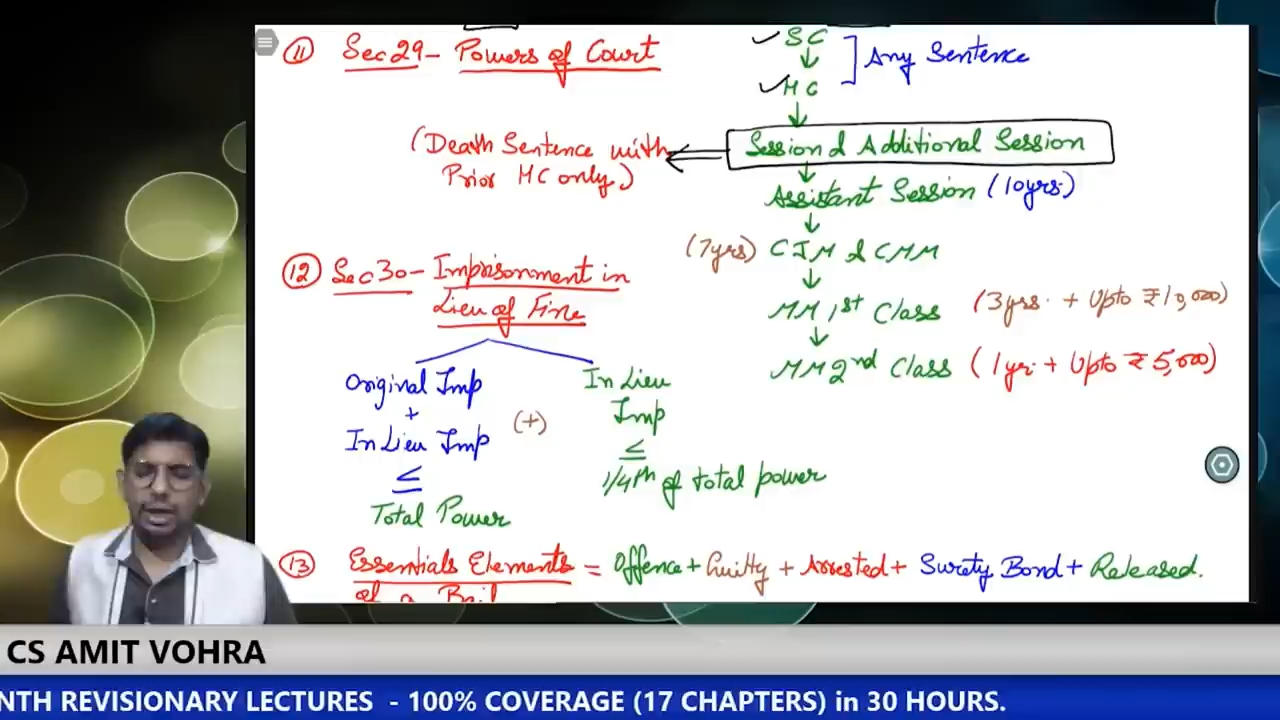 11 Sec 29 - Powers of Court
SC
HC
Any Sentence
Session & Additional Session
(Death Sentence with
Prior HC only)
Assistant Session (10yrs)
(7yrs) CJM & CMM
MM 1st Class (3yrs. + Upto ₹10,000)
MM 2nd Class (1yr. + Upto ₹5,000)
12 Sec 30 - Imprisonment in
Lieu of Fine
Original Imp
+
In Lieu Imp
≤
Total Power
(+)
In Lieu
Imp
≤
1/4th of total power
13 Essentials Elements = Offence + Guilty + Arrested + Surety Bond + Released.
of a Bail
CS AMIT VOHRA
NTH REVISIONARY LECTURES - 100% COVERAGE (17 CHAPTERS) in 30 HOURS.